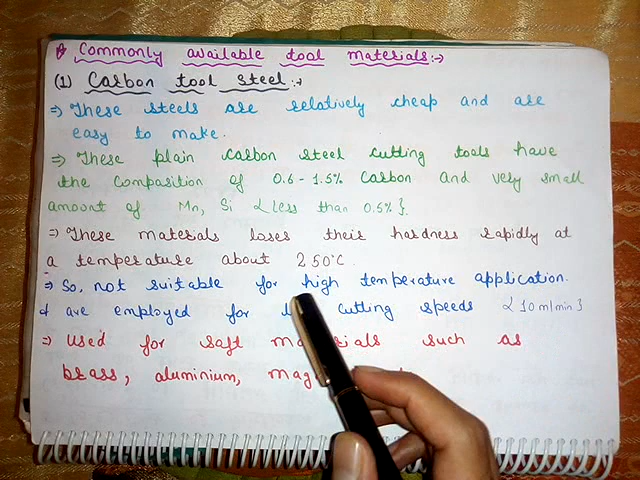 * Commonly available tool materials:→
(1) Carbon tool steel:→
⇒ These steels are relatively cheap and are
easy to make.
⇒ These plain carbon steel cutting tools have
the composition of 0.6 - 1.5% carbon and very small
amount of Mn, Si {less than 0.5%}.
⇒ These materials loses their hardness rapidly at
a temperature about 250°C.
⇒ So, not suitable for high temperature application.
& are employed for cutting speeds {10 m/min}
⇒ Used for soft materials such as
brass, aluminium,